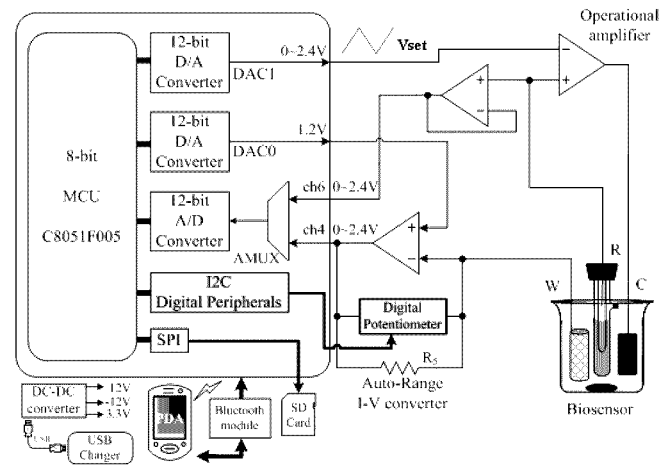 Operational
amplifier
12-bit
D/A
Converter
DAC1
0~2.4V
Vset
−
+
+
−
12-bit
D/A
Converter
DAC0
1.2V
8-bit
MCU
C8051F005
12-bit
A/D
Converter
AMUX
ch6 0~2.4V
ch4 0~2.4V
+
−
I2C
Digital Peripherals
SPI
Digital
Potentiometer
R5
Auto-Range
I-V converter
W
R
C
Biosensor
DC-DC
converter
12V
-12V
3.3V
USB
USB
Charger
PDA
Bluetooth
module
SD
Card